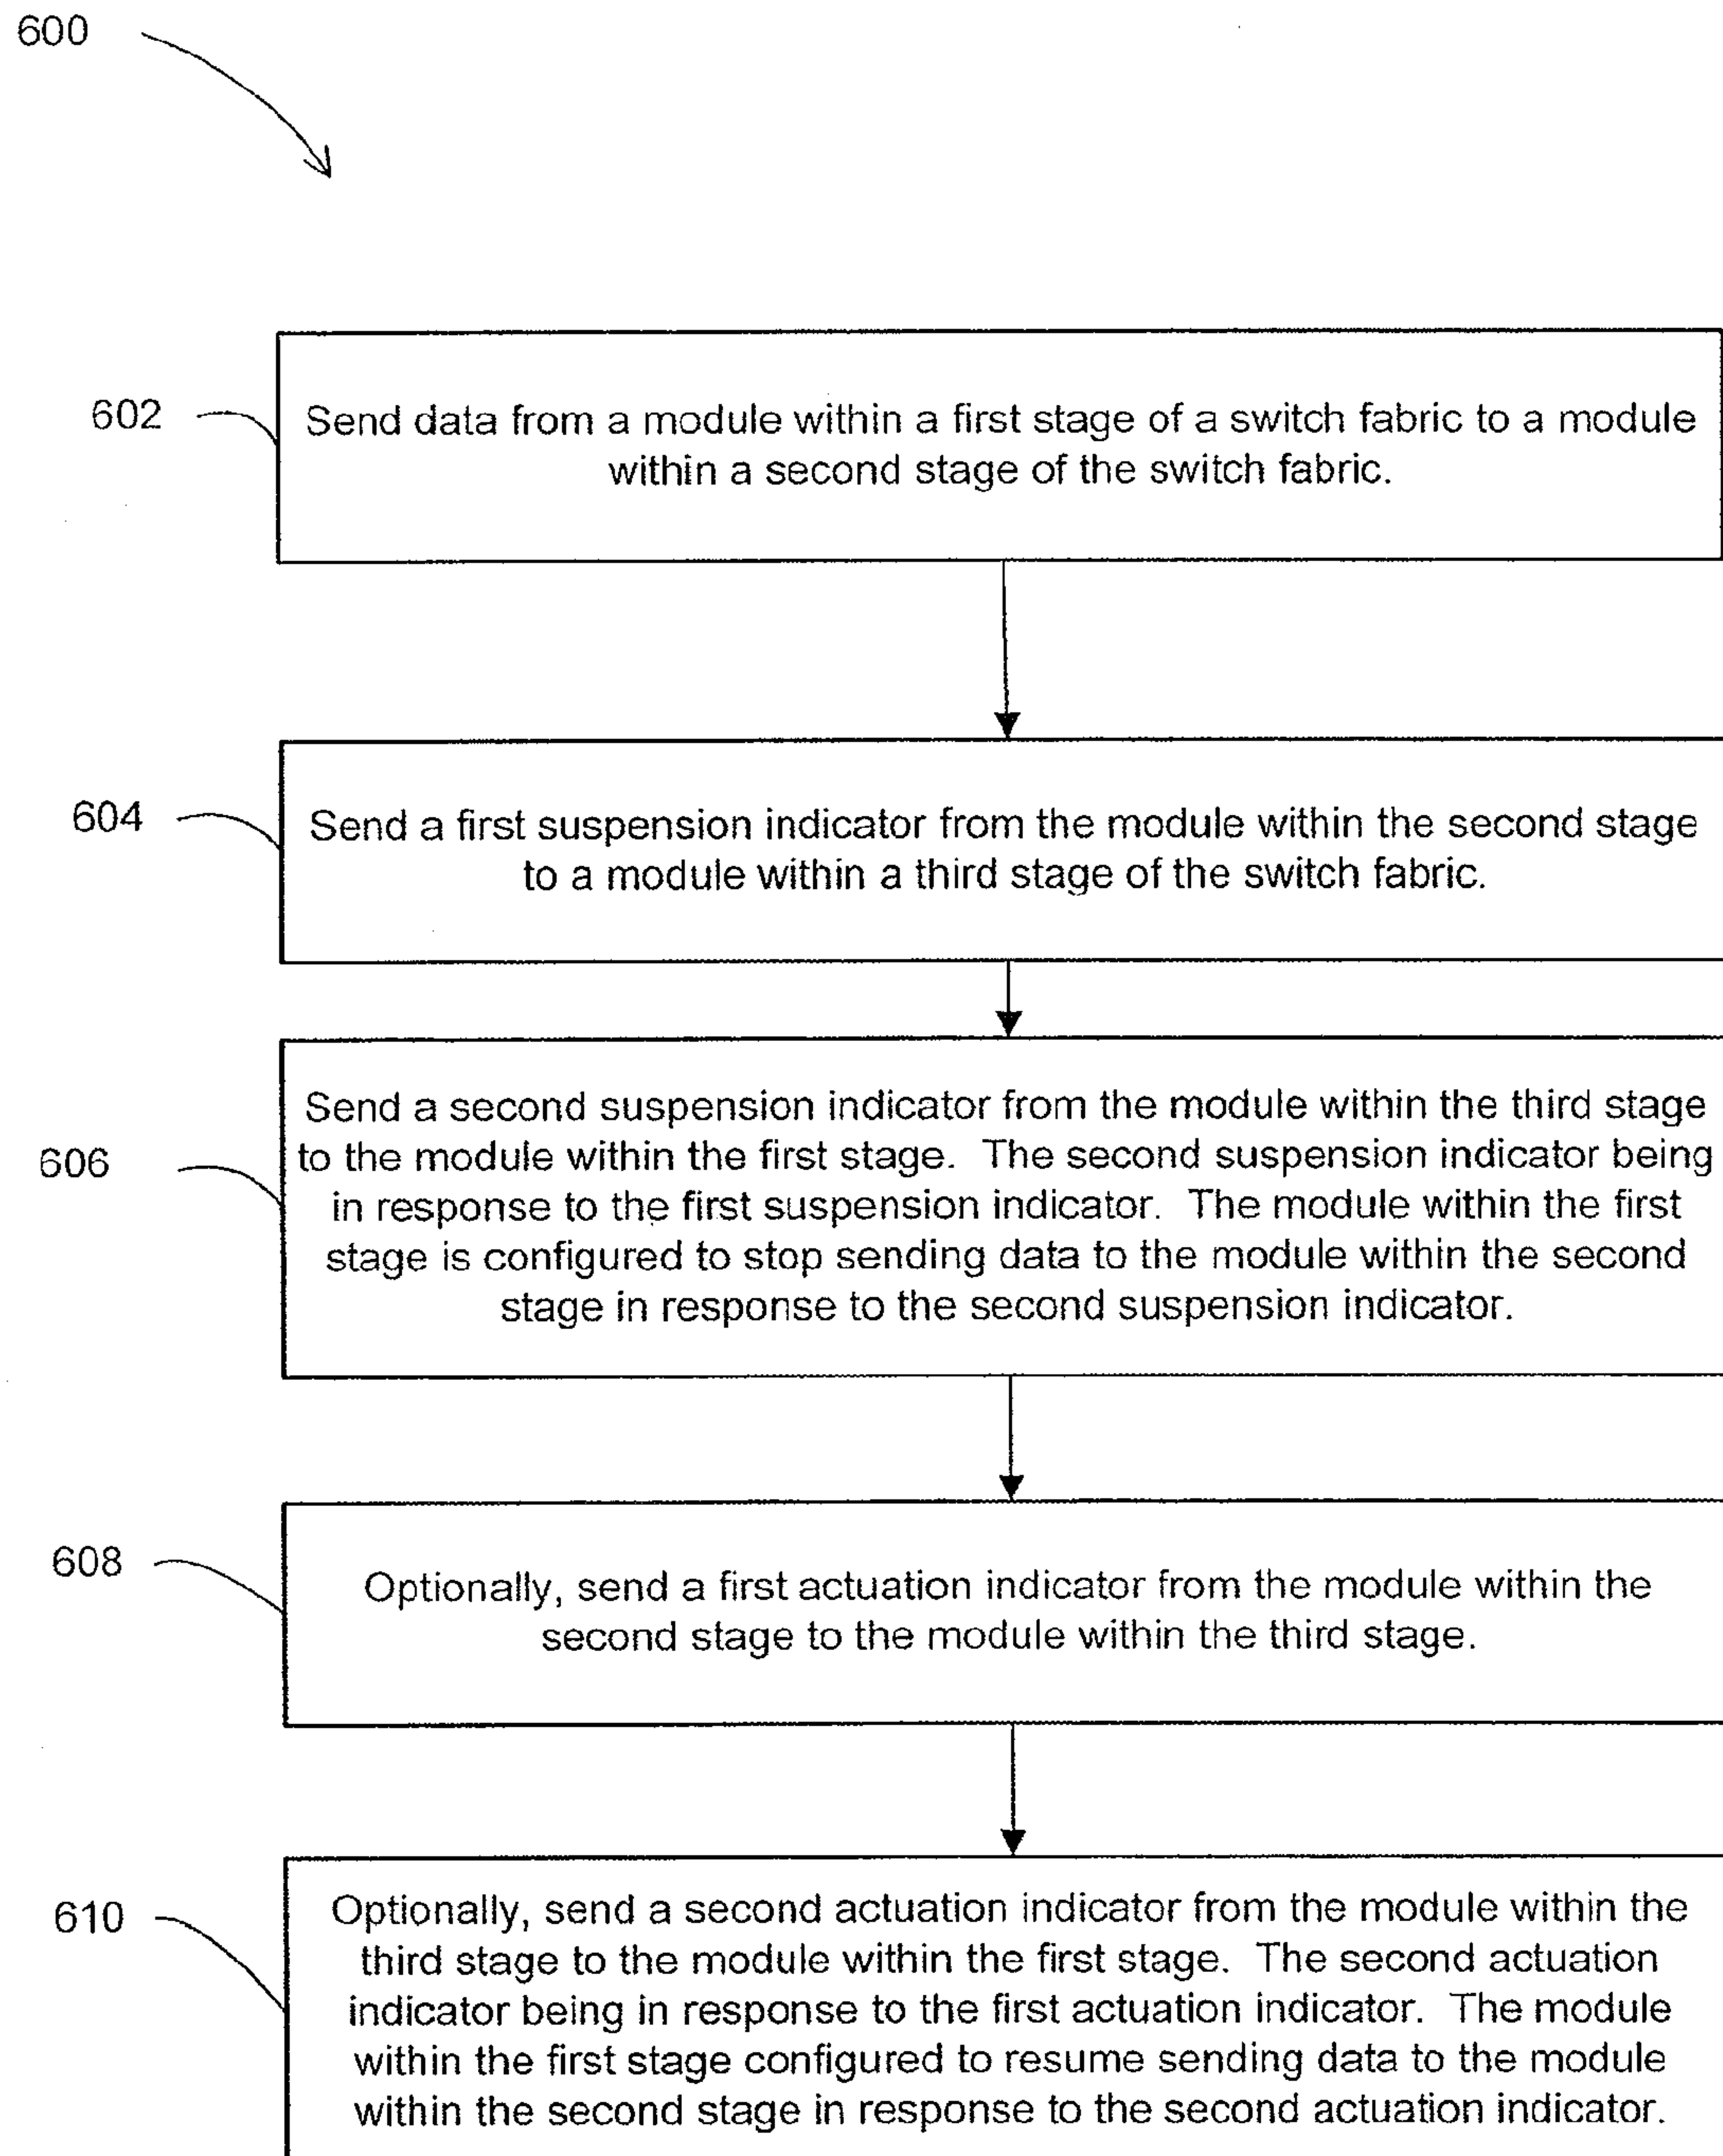 600
602
Send data from a module within a first stage of a switch fabric to a module
within a second stage of the switch fabric.
604
Send a first suspension indicator from the module within the second stage
to a module within a third stage of the switch fabric.
606
Send a second suspension indicator from the module within the third stage
to the module within the first stage. The second suspension indicator being
in response to the first suspension indicator. The module within the first
stage is configured to stop sending data to the module within the second
stage in response to the second suspension indicator.
608
Optionally, send a first actuation indicator from the module within the
second stage to the module within the third stage.
610
Optionally, send a second actuation indicator from the module within the
third stage to the module within the first stage. The second actuation
indicator being in response to the first actuation indicator. The module
within the first stage configured to resume sending data to the module
within the second stage in response to the second actuation indicator.